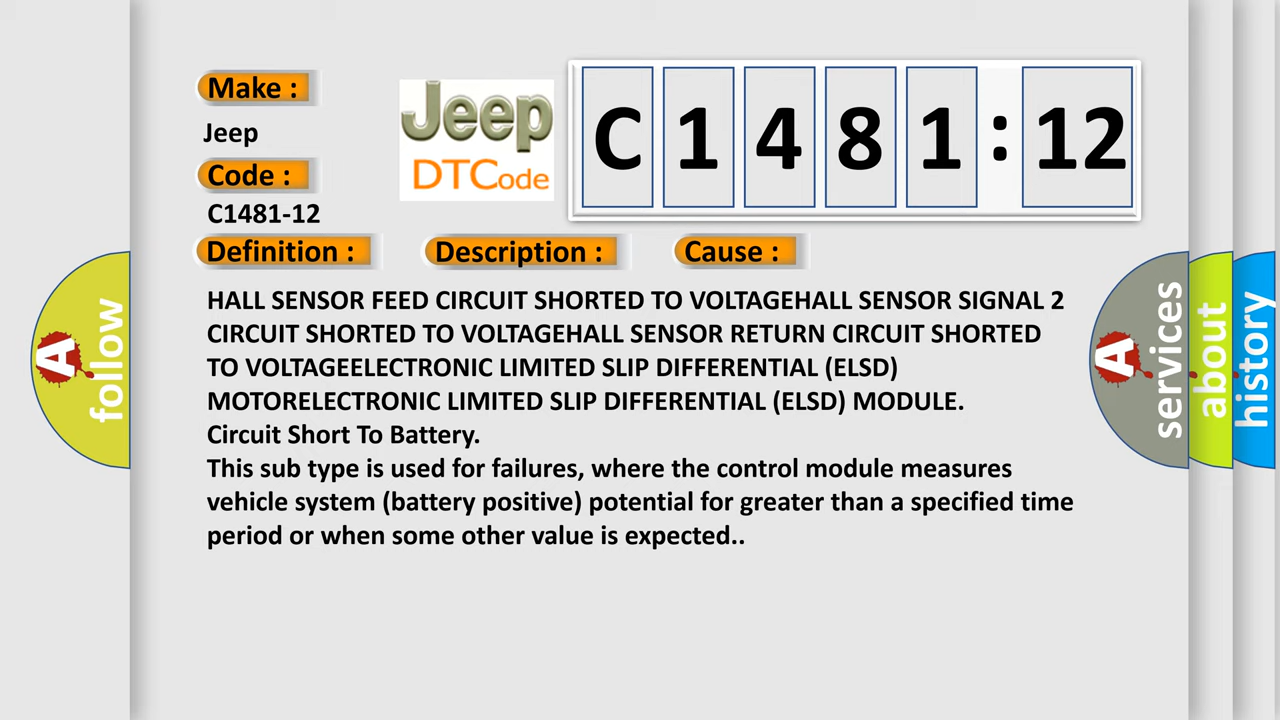 Make :
Jeep
Code :
C1481-12
Jeep
DTCode
C1481:12
Definition :
Description :
Cause :
HALL SENSOR FEED CIRCUIT SHORTED TO VOLTAGEHALL SENSOR SIGNAL 2
CIRCUIT SHORTED TO VOLTAGEHALL SENSOR RETURN CIRCUIT SHORTED
TO VOLTAGEELECTRONIC LIMITED SLIP DIFFERENTIAL (ELSD)
MOTORELECTRONIC LIMITED SLIP DIFFERENTIAL (ELSD) MODULE.
Circuit Short To Battery.
This sub type is used for failures, where the control module measures
vehicle system (battery positive) potential for greater than a specified time
period or when some other value is expected..
A
follow
A
services
about
history